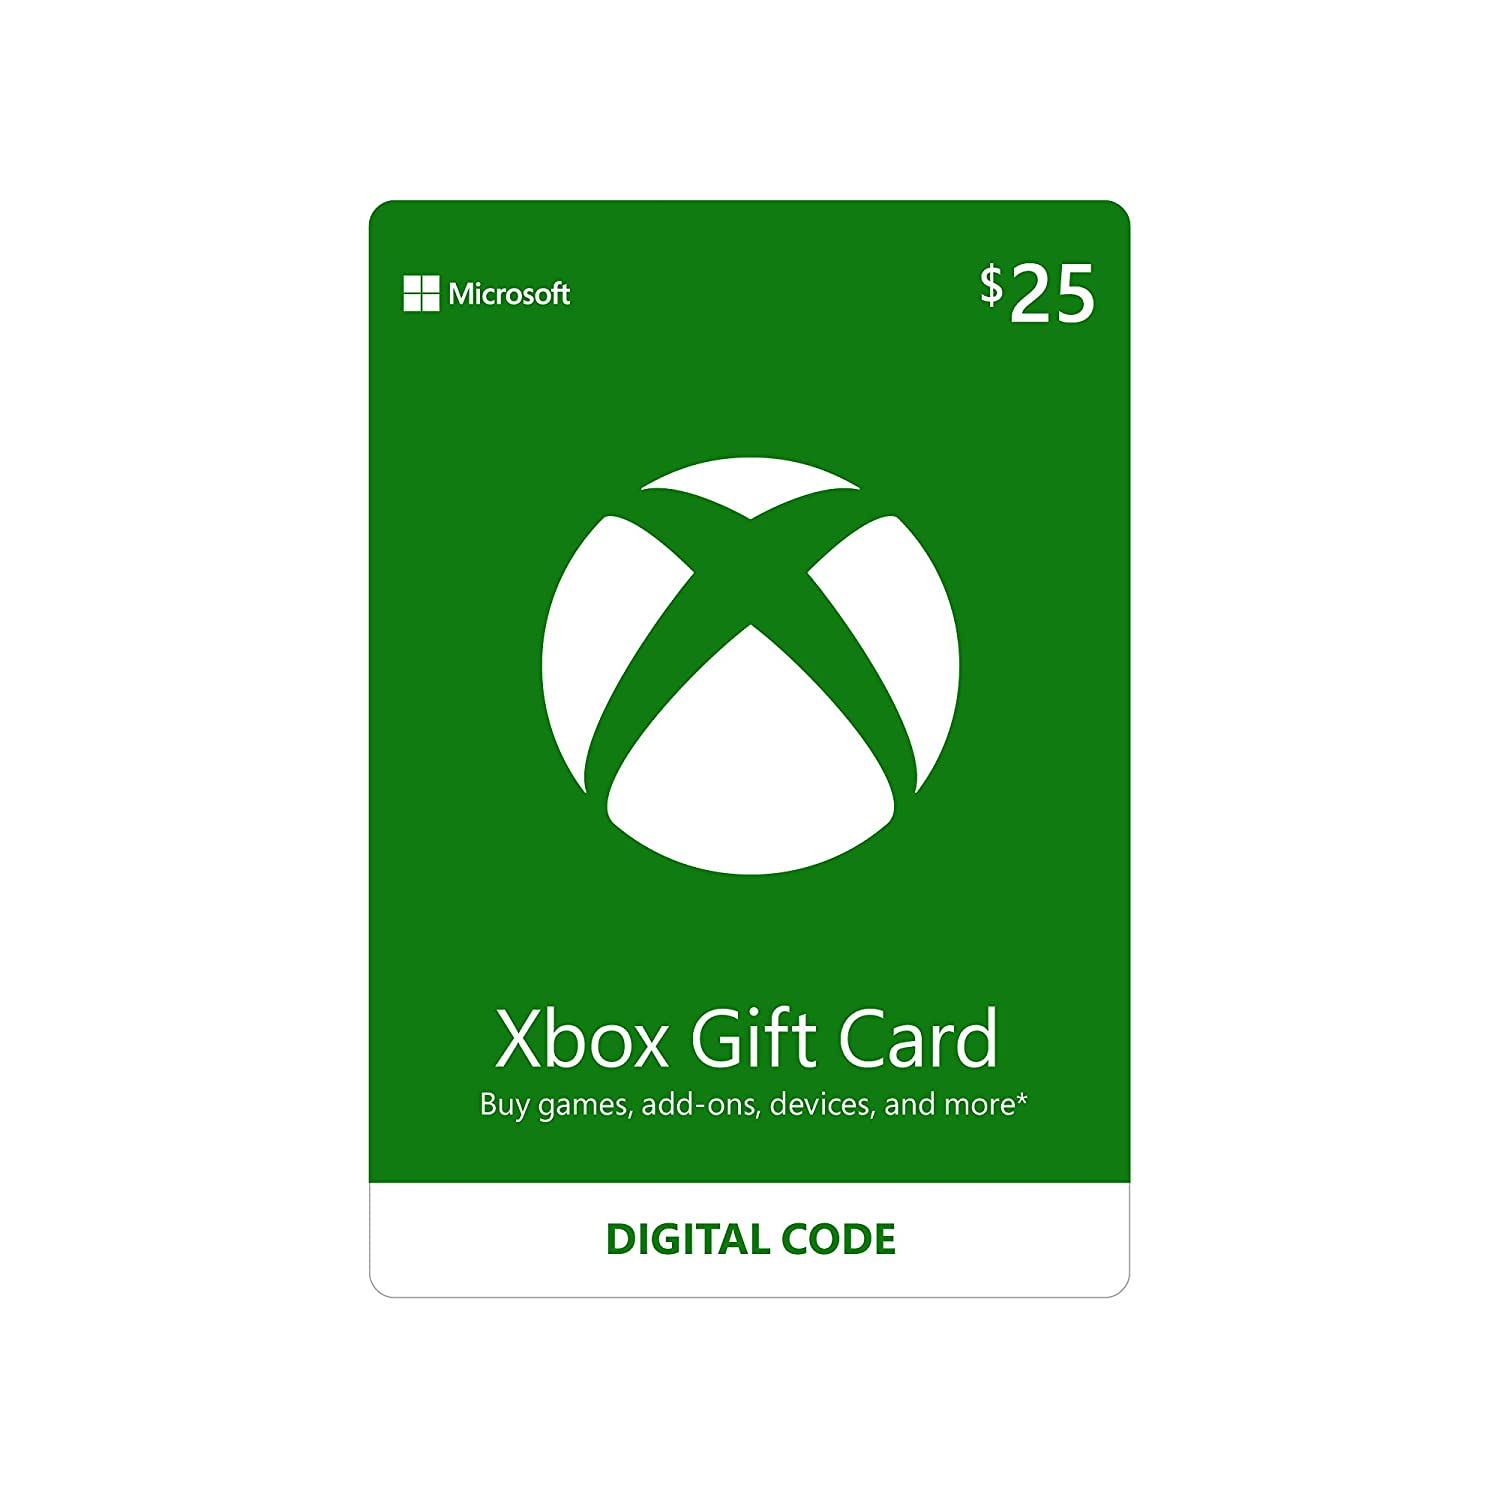 Microsoft
$25
Xbox Gift Card
Buy games, add-ons, devices, and more*
DIGITAL CODE